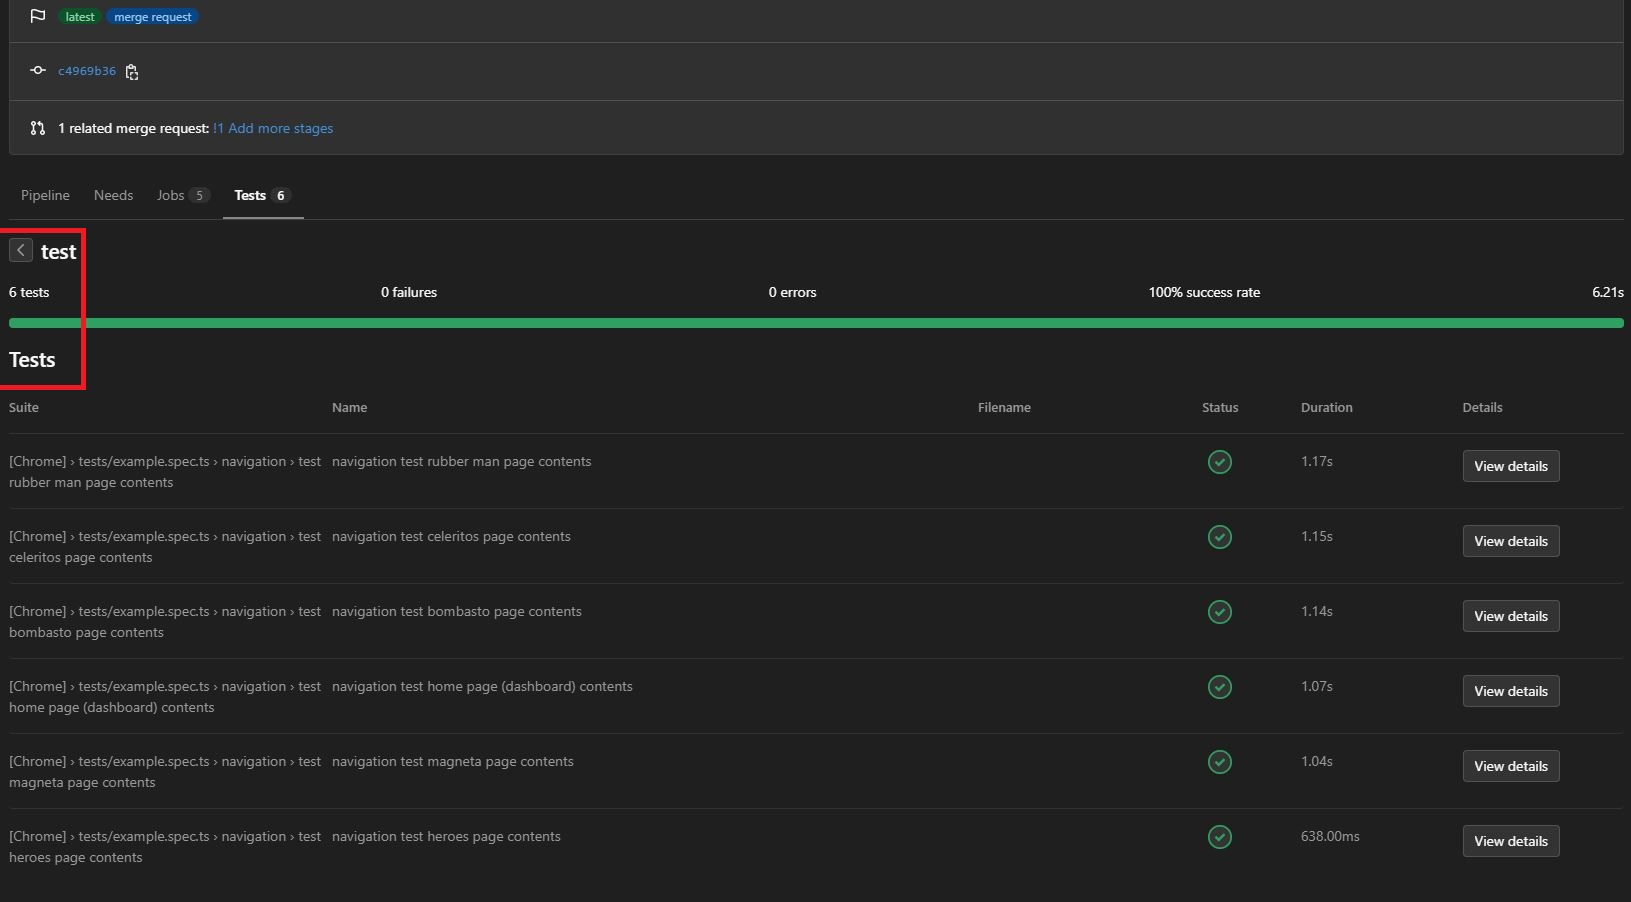 latest merge request
c4969b36
1 related merge request: !1 Add more stages
Pipeline Needs Jobs 5 Tests 6
test
6 tests 0 failures 0 errors 100% success rate 6.21s
Tests
Suite Name Filename Status Duration Details
[Chrome] › tests/example.spec.ts › navigation › test navigation test rubber man page contents 1.17s View details
rubber man page contents
[Chrome] › tests/example.spec.ts › navigation › test navigation test celeritos page contents 1.15s View details
celeritos page contents
[Chrome] › tests/example.spec.ts › navigation › test navigation test bombasto page contents 1.14s View details
bombasto page contents
[Chrome] › tests/example.spec.ts › navigation › test navigation test home page (dashboard) contents 1.07s View details
home page (dashboard) contents
[Chrome] › tests/example.spec.ts › navigation › test navigation test magneta page contents 1.04s View details
magneta page contents
[Chrome] › tests/example.spec.ts › navigation › test navigation test heroes page contents 638.00ms View details
heroes page contents